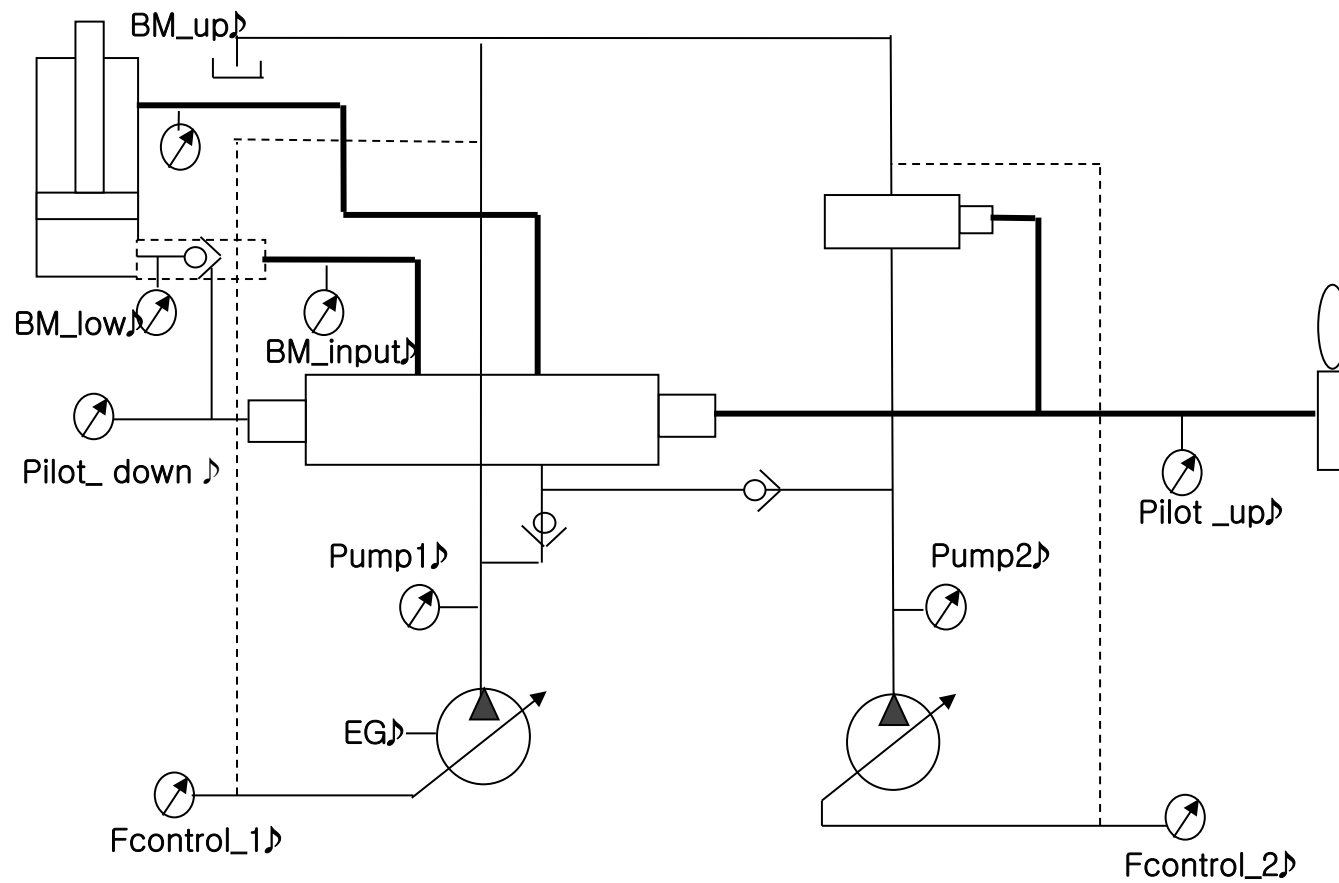 BM_up♪
BM_low♪
BM_input♪
Pilot_ down ♪
Pilot _up♪
Pump1♪
Pump2♪
EG♪
Fcontrol_1♪
Fcontrol_2♪